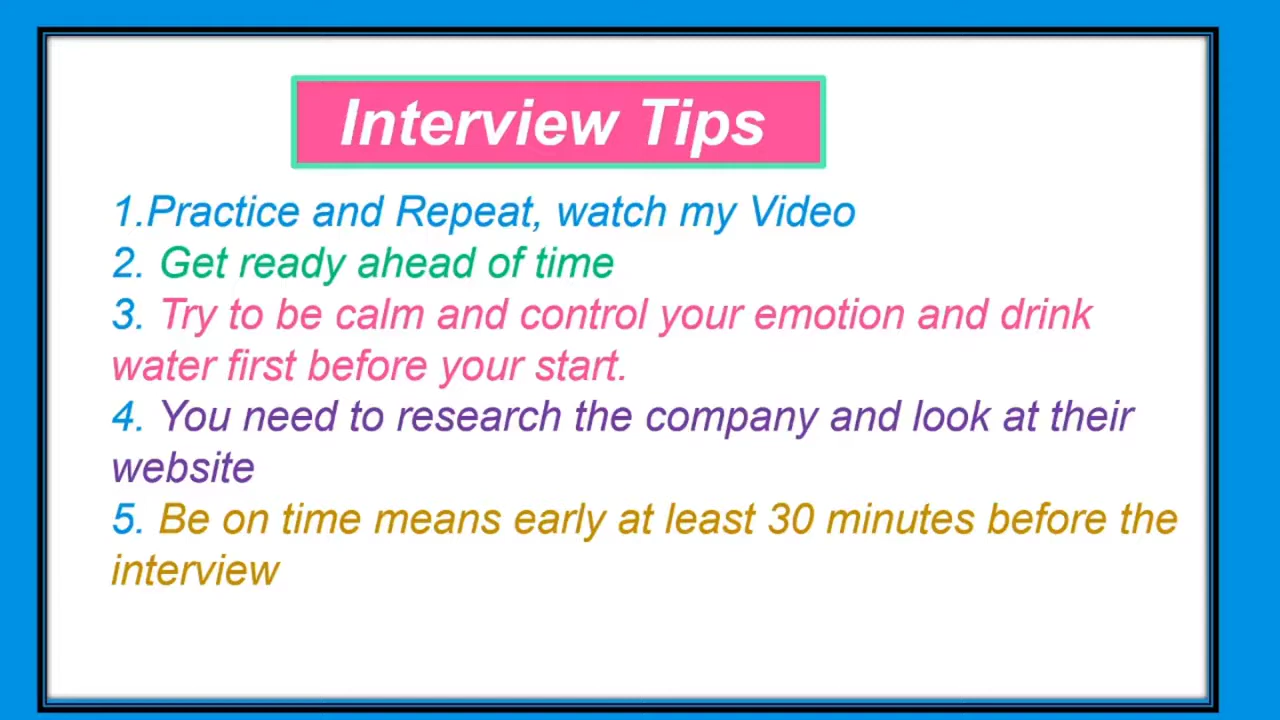 Interview Tips
1.Practice and Repeat, watch my Video
2. Get ready ahead of time
3. Try to be calm and control your emotion and drink
water first before your start.
4. You need to research the company and look at their
website
5. Be on time means early at least 30 minutes before the
interview